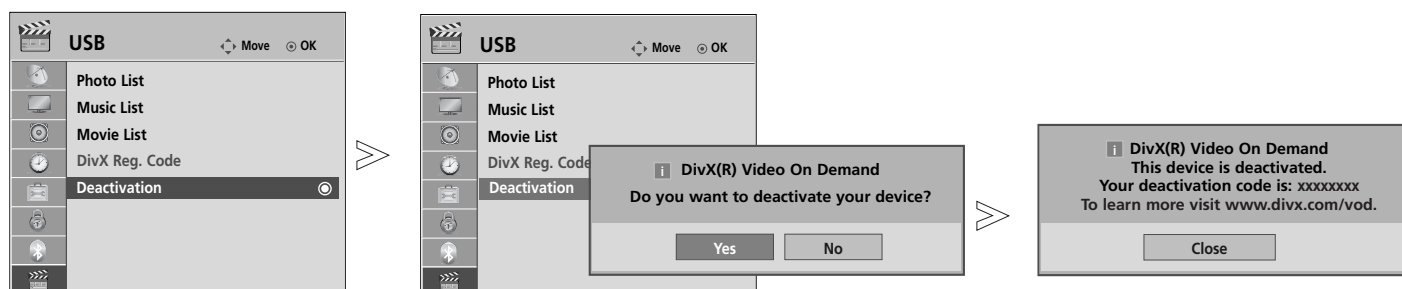 USB Move OK
Photo List
Music List
Movie List
DivX Reg. Code
Deactivation
USB Move OK
Photo List
Music List
Movie List
DivX Reg. Code
Deactivation
i DivX(R) Video On Demand
Do you want to deactivate your device?
Yes No
i DivX(R) Video On Demand
This device is deactivated.
Your deactivation code is: xxxxxxxx
To learn more visit www.divx.com/vod.
Close